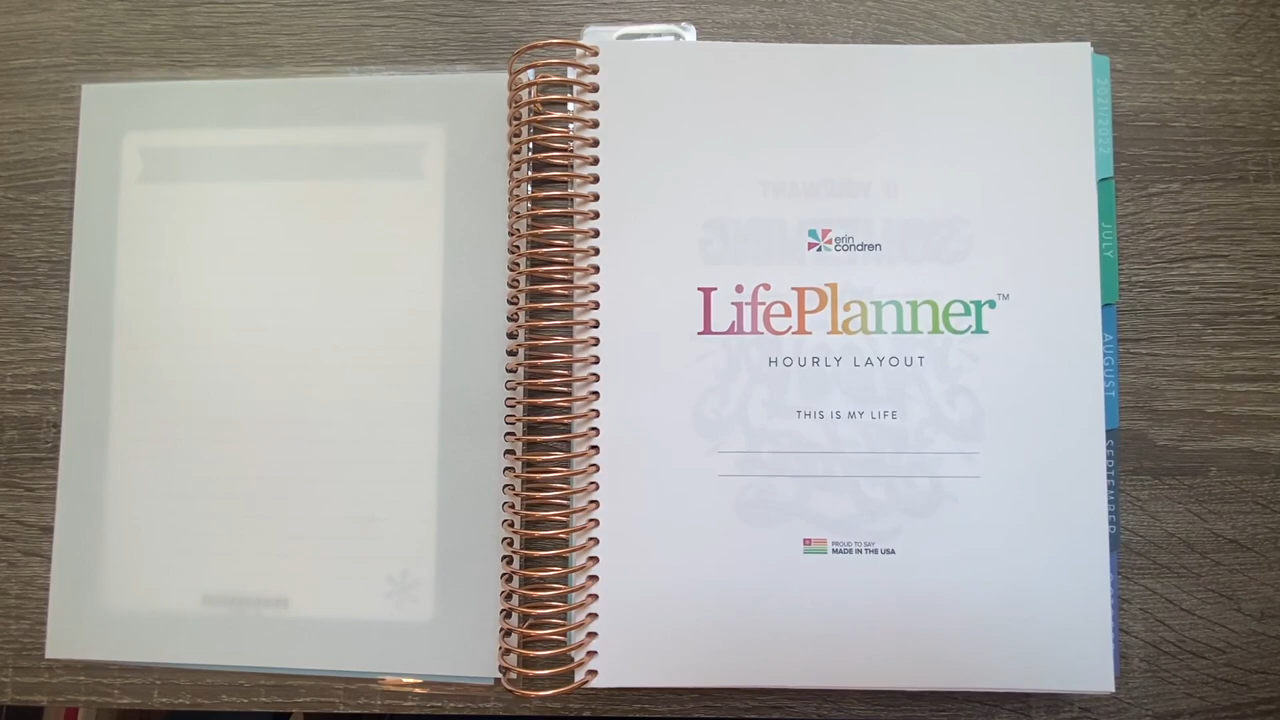 erin
condren
LifePlanner™
HOURLY LAYOUT
THIS IS MY LIFE
PROUD TO SAY
MADE IN THE USA
2021/2022
JULY
AUGUST
SEPTEMBER